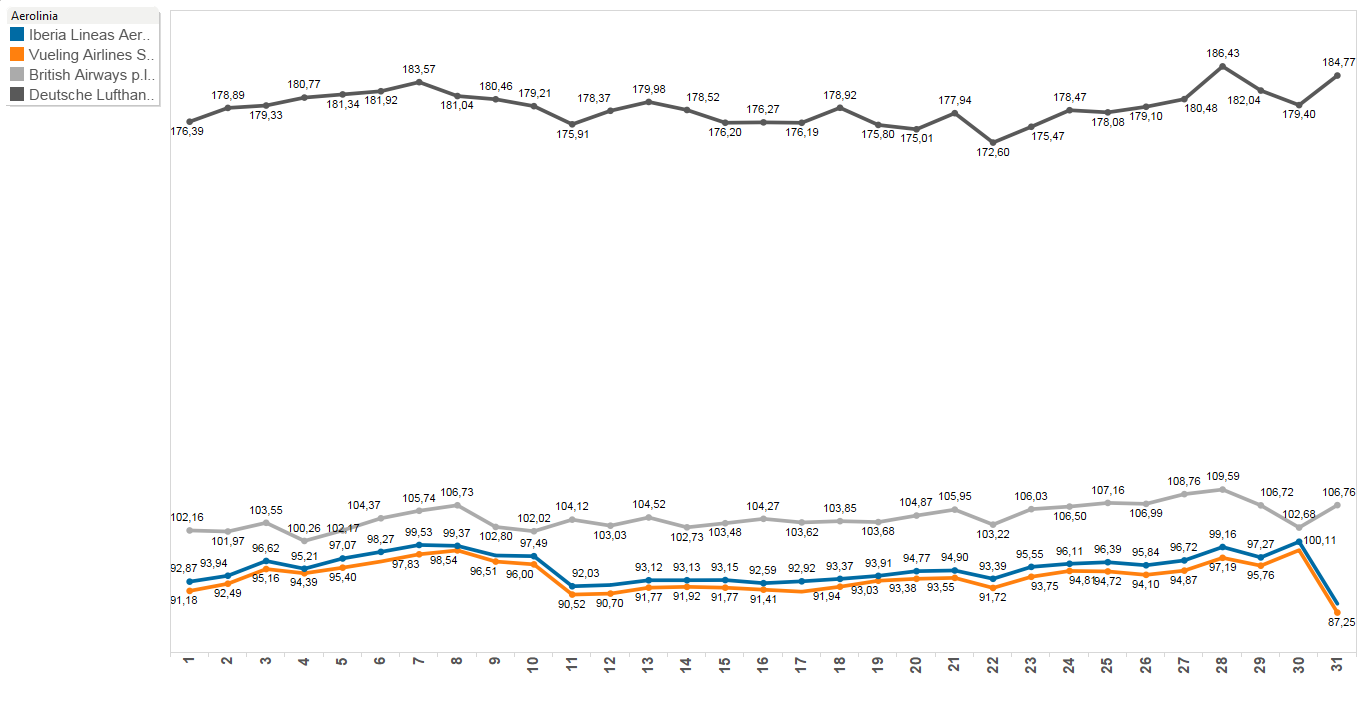 Aerolinia
Iberia Lineas Aer..
Vueling Airlines S..
British Airways p.l..
Deutsche Lufthan..
176,39 178,89 179,33 180,77 181,34 181,92 183,57 181,04 180,46 179,21 175,91 178,37 179,98 178,52 176,20 176,27 176,19 178,92 175,80 175,01 177,94 172,60 175,47 178,47 178,08 179,10 180,48 186,43 182,04 179,40 184,77
102,16 101,97 103,55 100,26 102,17 104,37 105,74 106,73 102,80 102,02 104,12 103,03 104,52 102,73 103,48 104,27 103,62 103,85 103,68 104,87 105,95 103,22 106,03 106,50 107,16 106,99 108,76 109,59 106,72 102,68 106,76
92,87 93,94 96,62 95,21 97,07 98,27 99,53 99,37 97,49 92,03 93,12 93,13 93,15 92,59 92,92 93,37 93,91 94,77 94,90 93,39 95,55 96,11 96,39 95,84 96,72 99,16 97,27 100,11
91,18 92,49 95,16 94,39 95,40 97,83 98,54 96,51 96,00 90,52 90,70 91,77 91,92 91,77 91,41 91,94 93,03 93,38 93,55 91,72 93,75 94,81 94,72 94,10 94,87 97,19 95,76 87,25
1 2 3 4 5 6 7 8 9 10 11 12 13 14 15 16 17 18 19 20 21 22 23 24 25 26 27 28 29 30 31